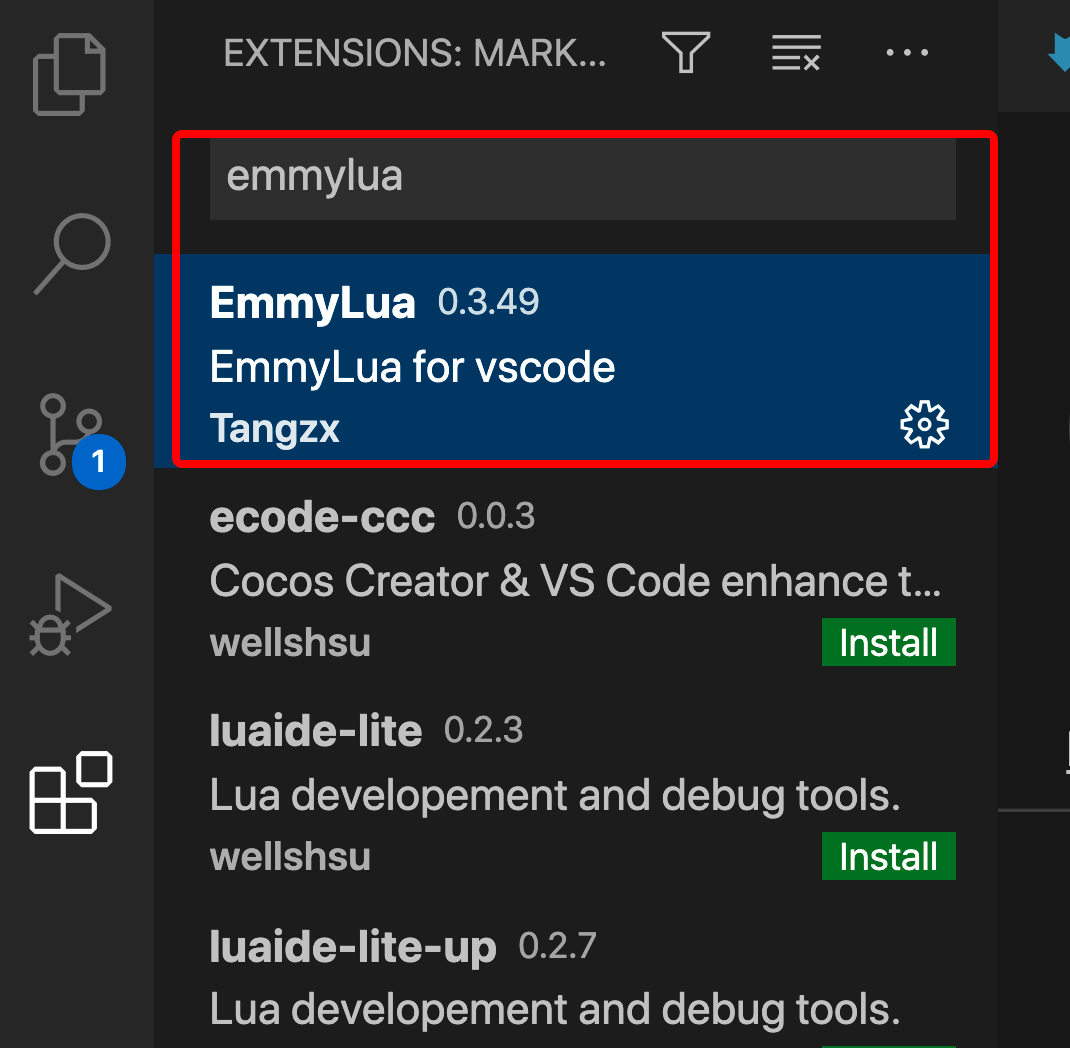 EXTENSIONS: MARK...
emmylua
EmmyLua 0.3.49
EmmyLua for vscode
Tangzx
1
ecode-ccc 0.0.3
Cocos Creator & VS Code enhance t...
wellshsu
Install
luaide-lite 0.2.3
Lua developement and debug tools.
wellshsu
Install
luaide-lite-up 0.2.7
Lua developement and debug tools.